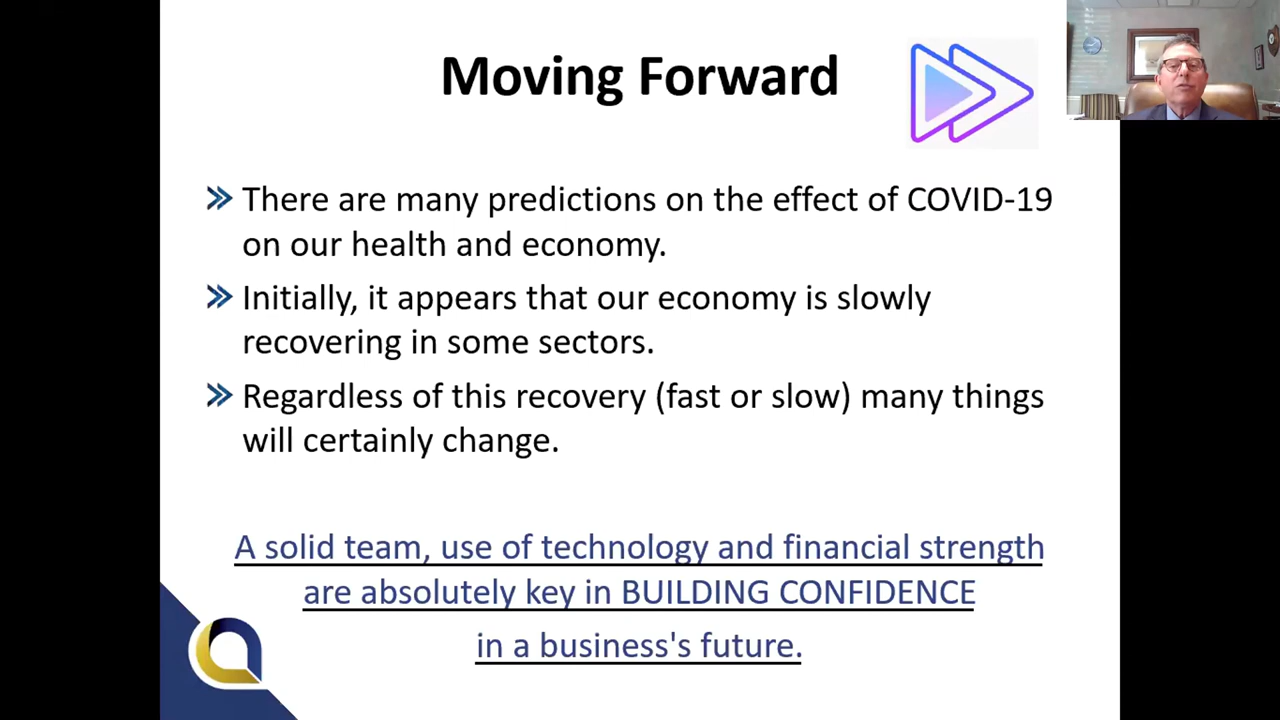 Moving Forward
There are many predictions on the effect of COVID-19
on our health and economy.
Initially, it appears that our economy is slowly
recovering in some sectors.
Regardless of this recovery (fast or slow) many things
will certainly change.
A solid team, use of technology and financial strength
are absolutely key in BUILDING CONFIDENCE
in a business's future.